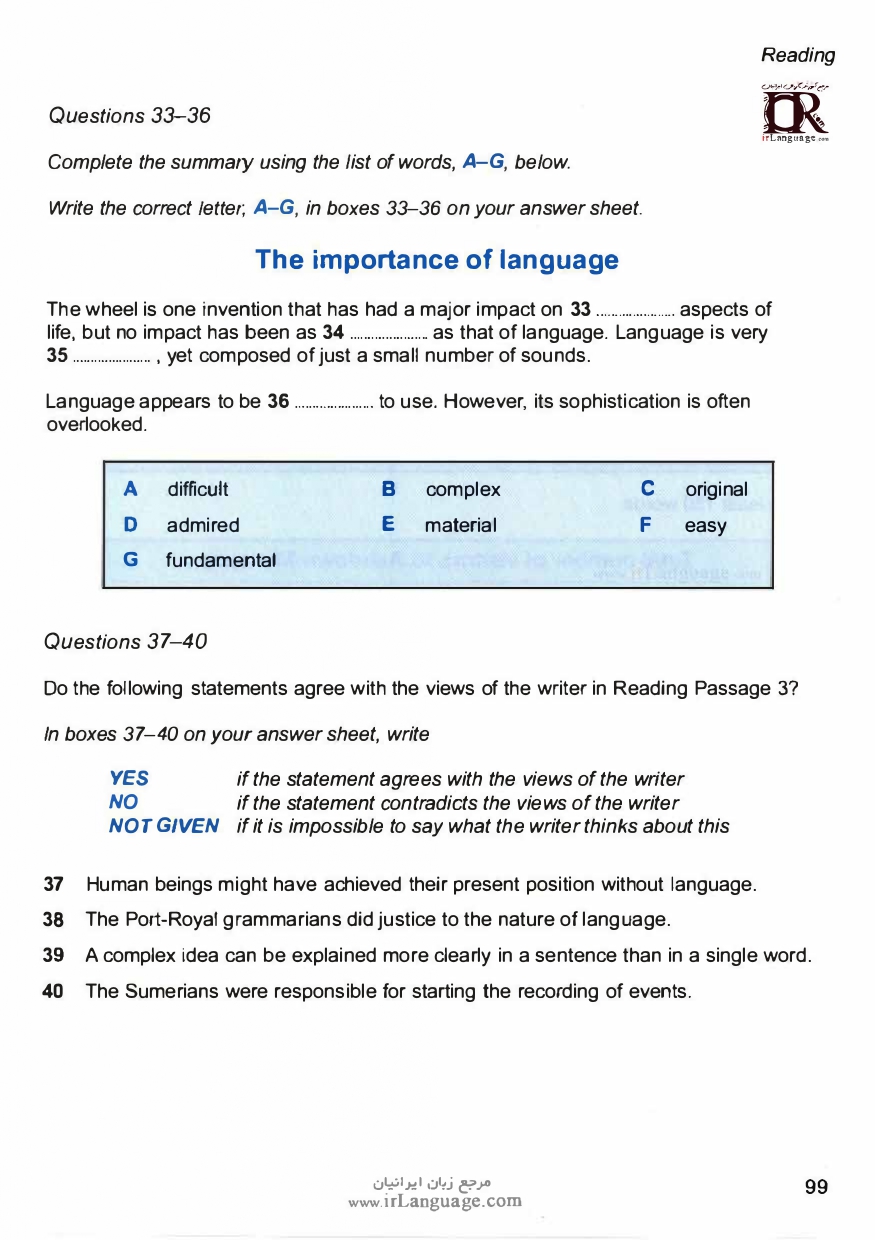 Reading
irLanguage.com
Questions 33–36
Complete the summary using the list of words, A–G, below.
Write the correct letter, A–G, in boxes 33–36 on your answer sheet.
The importance of language
The wheel is one invention that has had a major impact on 33 ...................... aspects of
life, but no impact has been as 34 ...................... as that of language. Language is very
35 ...................... , yet composed of just a small number of sounds.
Language appears to be 36 ...................... to use. However, its sophistication is often
overlooked.
A difficult B complex C original
D admired E material F easy
G fundamental
Questions 37–40
Do the following statements agree with the views of the writer in Reading Passage 3?
In boxes 37–40 on your answer sheet, write
YES if the statement agrees with the views of the writer
NO if the statement contradicts the views of the writer
NOT GIVEN if it is impossible to say what the writer thinks about this
37 Human beings might have achieved their present position without language.
38 The Port-Royal grammarians did justice to the nature of language.
39 A complex idea can be explained more clearly in a sentence than in a single word.
40 The Sumerians were responsible for starting the recording of events.
مرجع زبان ایرانیان
www.irLanguage.com
99